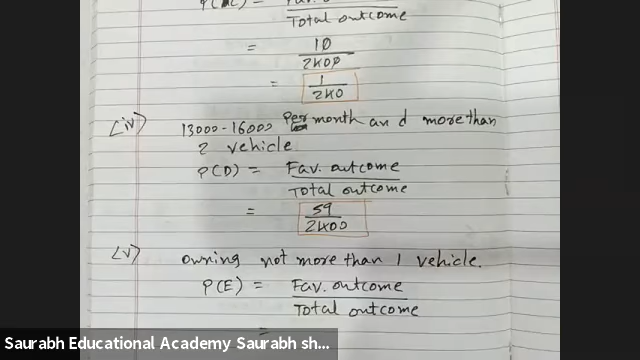 P(C) = Fav. o
Total outcome
= 10
2400
= 1
240
(iv) 13000-16000 per month and more than
2 vehicle.
P(D) = Fav. outcome
Total outcome
= 59
2400
(v) owning not more than 1 vehicle.
P(E) = Fav. outcome
Total outcome
=
Saurabh Educational Academy Saurabh sh...